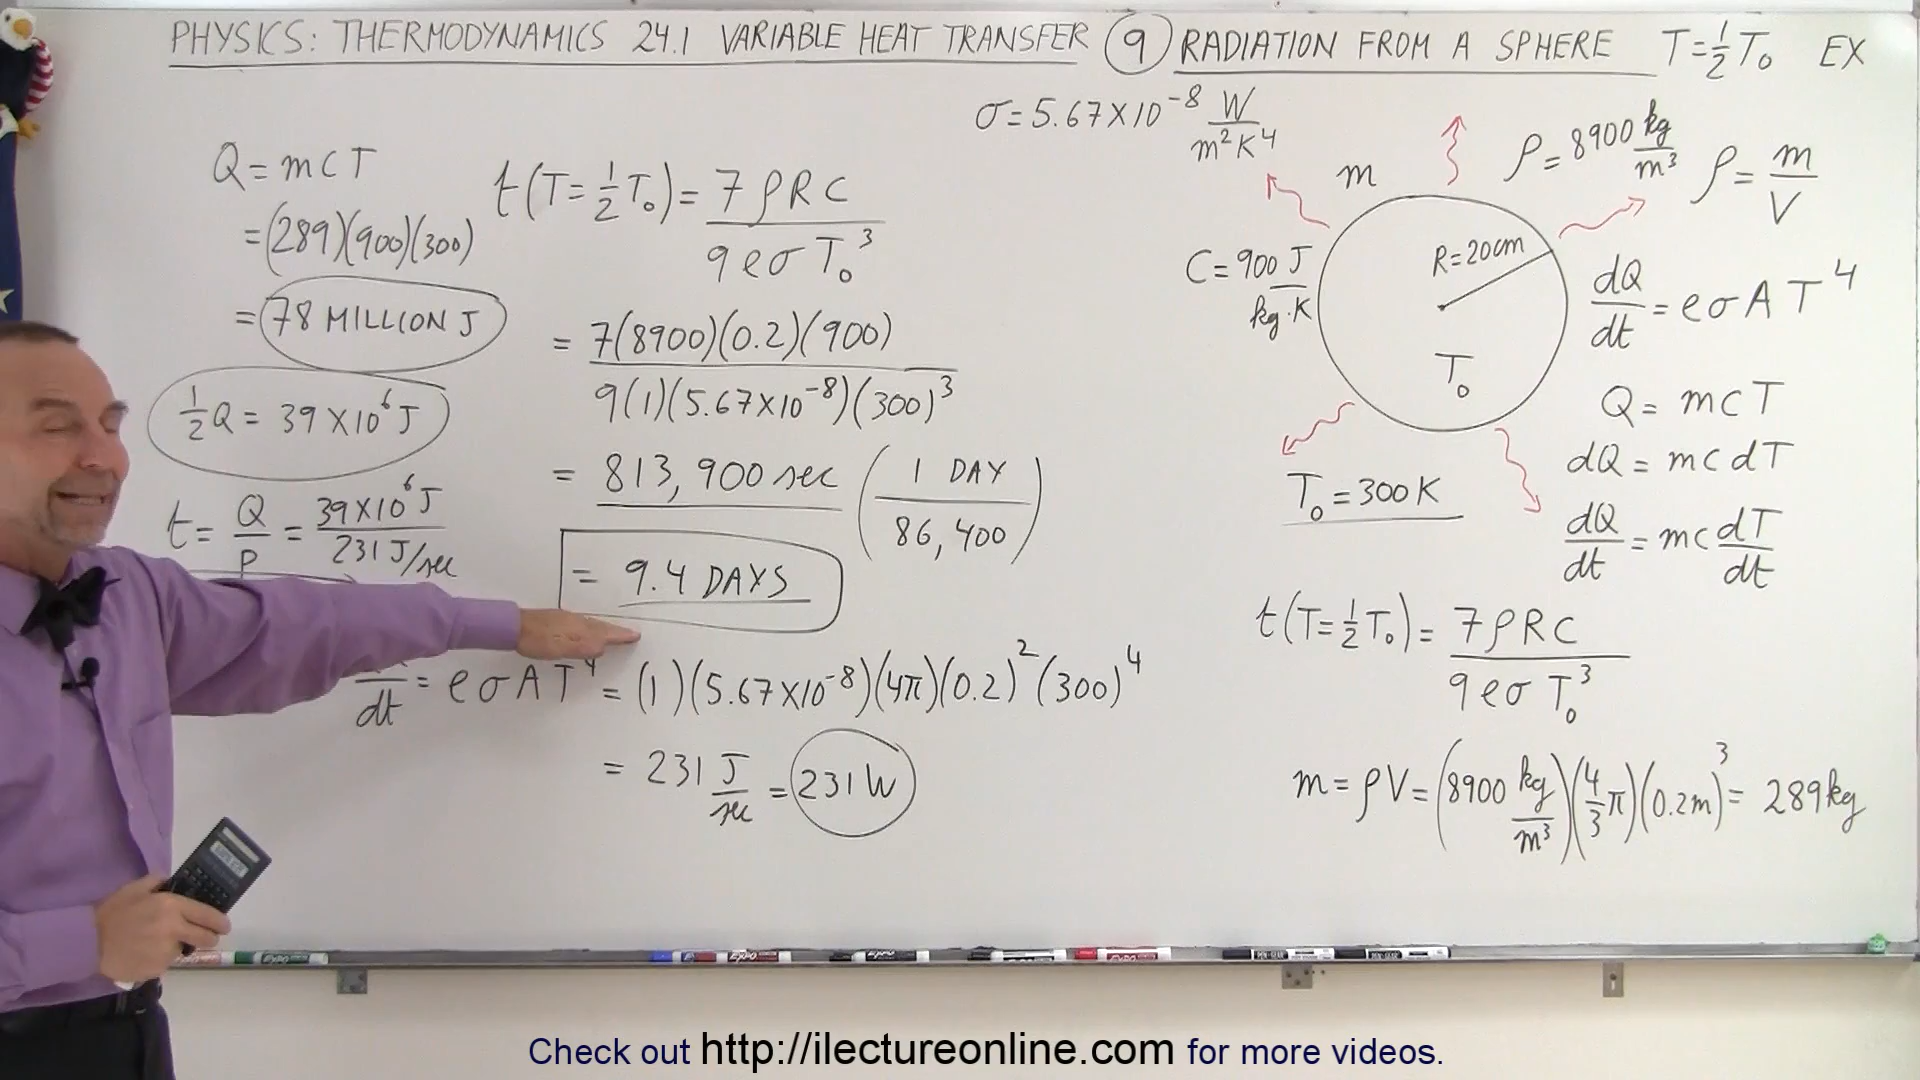 PHYSICS: THERMODYNAMICS 24.1 VARIABLE HEAT TRANSFER (9) RADIATION FROM A SPHERE T=½T₀ EX
σ = 5.67×10⁻⁸ W/(m²K⁴)
Q = mCT
= (289)(900)(300)
= 78 MILLION J
½Q = 39×10⁶ J
t = Q/P = 39×10⁶ J / 231 J/sec
t(T=½T₀) = 7ρRC / 9eσT₀³
= 7(8900)(0.2)(900) / 9(1)(5.67×10⁻⁸)(300)³
= 813,900 sec (1 DAY / 86,400)
= 9.4 DAYS
dt = eσAT⁴ = (1)(5.67×10⁻⁸)(4π)(0.2)²(300)⁴
= 231 J/sec = 231 W
m
ρ = 8900 kg/m³
ρ = m/V
C = 900 J/kg·K
R = 20cm
T₀
T₀ = 300K
dQ/dt = eσAT⁴
Q = mCT
dQ = mcdT
dQ/dt = mc dT/dt
t(T=½T₀) = 7ρRC / 9eσT₀³
m = ρV = (8900 kg/m³)(4/3 π)(0.2m)³ = 289kg
Check out http://ilectureonline.com for more videos.